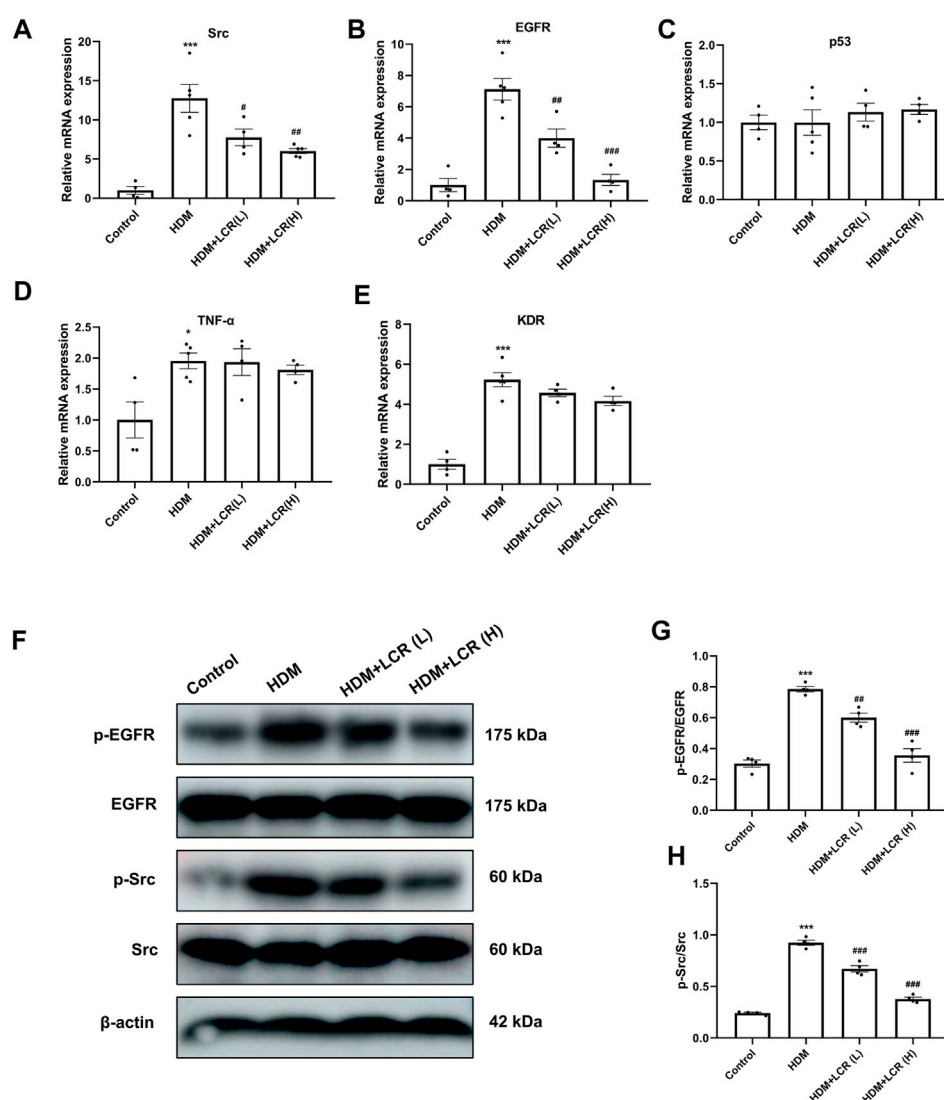 A
Src
Relative mRNA expression
20
15
10
5
0
***
#
##
Control
HDM
HDM+LCR(L)
HDM+LCR(H)
B
EGFR
Relative mRNA expression
10
8
6
4
2
0
***
##
###
Control
HDM
HDM+LCR(L)
HDM+LCR(H)
C
p53
Relative mRNA expression
2.0
1.5
1.0
0.5
0.0
Control
HDM
HDM+LCR(L)
HDM+LCR(H)
D
TNF-α
Relative mRNA expression
2.5
2.0
1.5
1.0
0.5
0.0
*
Control
HDM
HDM+LCR(L)
HDM+LCR(H)
E
KDR
Relative mRNA expression
8
6
4
2
0
***
Control
HDM
HDM+LCR(L)
HDM+LCR(H)
F
Control
HDM
HDM+LCR (L)
HDM+LCR (H)
p-EGFR
175 kDa
EGFR
175 kDa
p-Src
60 kDa
Src
60 kDa
β-actin
42 kDa
G
p-EGFR/EGFR
1.0
0.8
0.6
0.4
0.2
0.0
***
##
###
Control
HDM
HDM+LCR (L)
HDM+LCR (H)
H
p-Src/Src
1.5
1.0
0.5
0.0
***
###
###
Control
HDM
HDM+LCR (L)
HDM+LCR (H)